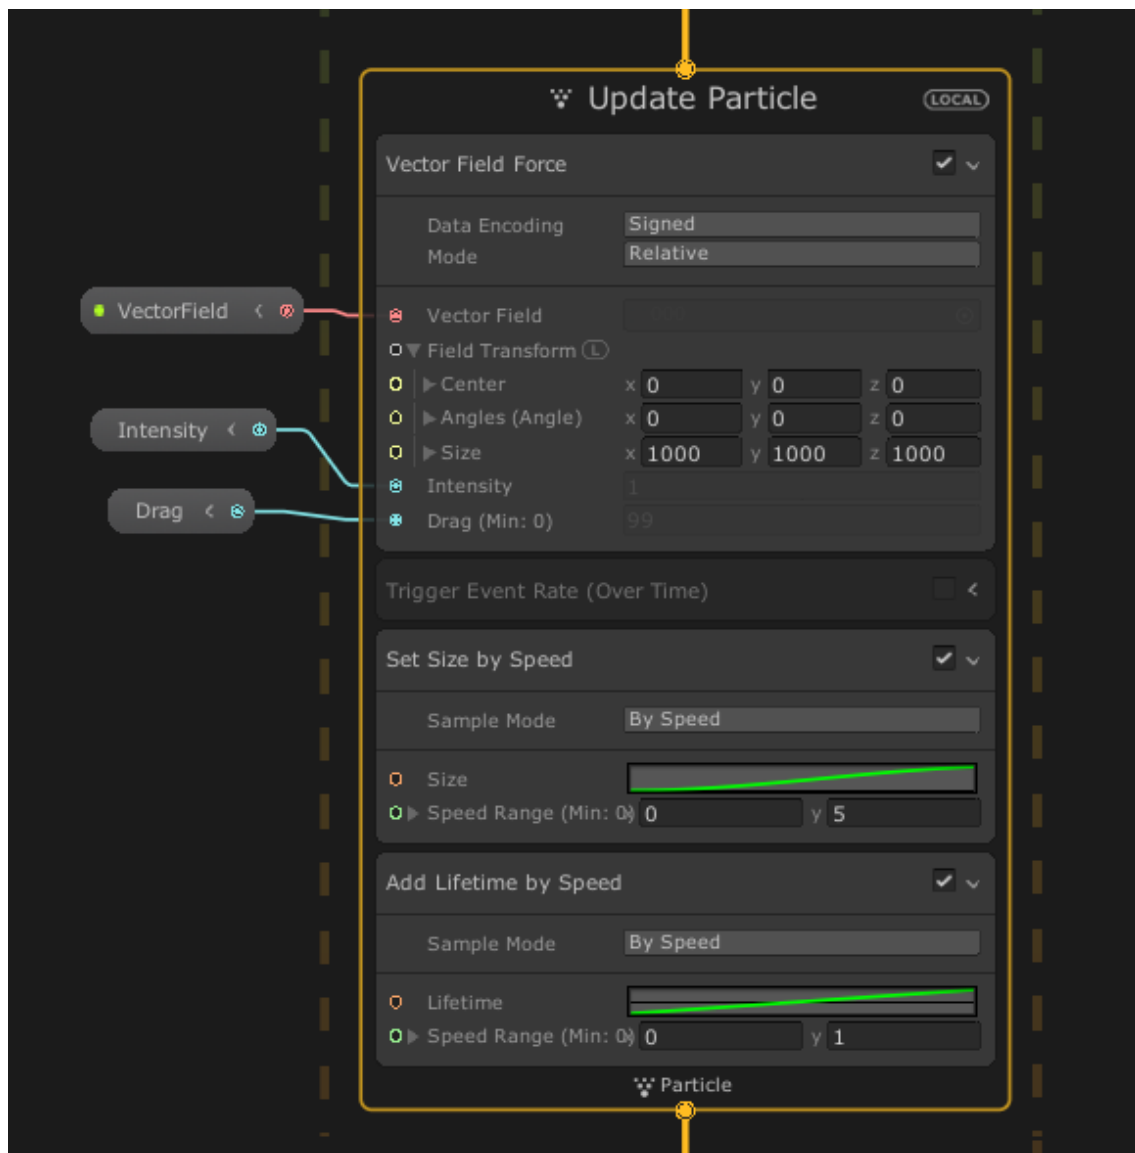 Update Particle LOCAL
Vector Field Force
Data Encoding Signed
Mode Relative
VectorField
Vector Field
Field Transform L
Center x 0 y 0 z 0
Angles (Angle) x 0 y 0 z 0
Intensity
Size x 1000 y 1000 z 1000
Intensity 1
Drag
Drag (Min: 0) 99
Trigger Event Rate (Over Time)
Set Size by Speed
Sample Mode By Speed
Size
Speed Range (Min: 0) 0 y 5
Add Lifetime by Speed
Sample Mode By Speed
Lifetime
Speed Range (Min: 0) 0 y 1
Particle